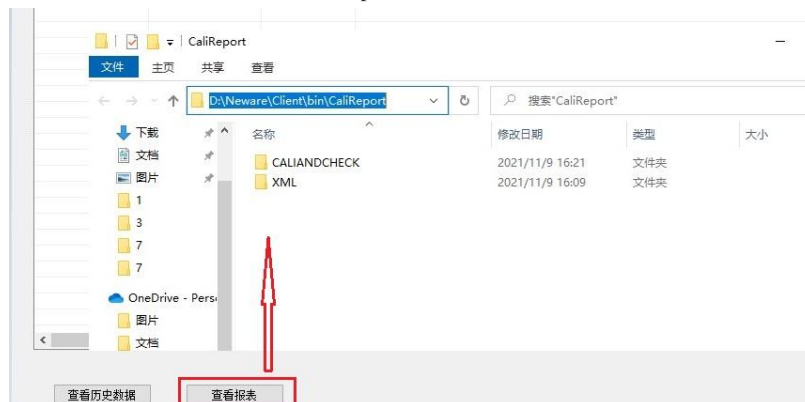 CaliReport
文件 主页 共享 查看
D:\Neware\Client\bin\CaliReport 搜索"CaliReport"
下载
文档
图片
1
3
7
7
OneDrive - Pers
图片
文档
名称 修改日期 类型 大小
CALIANDCHECK 2021/11/9 16:21 文件夹
XML 2021/11/9 16:09 文件夹
查看历史数据 查看报表